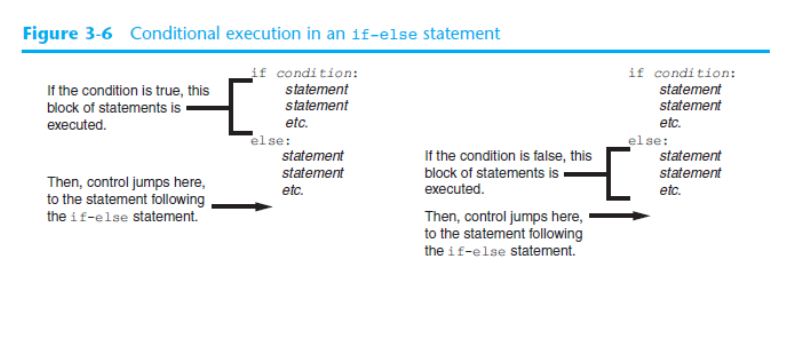 Figure 3-6 Conditional execution in an if-else statement
If the condition is true, this
block of statements is
executed.
if condition:
statement
statement
etc.
else:
statement
statement
etc.
Then, control jumps here,
to the statement following
the if-else statement.
if condition:
statement
statement
etc.
else:
statement
statement
etc.
If the condition is false, this
block of statements is
executed.
Then, control jumps here,
to the statement following
the if-else statement.